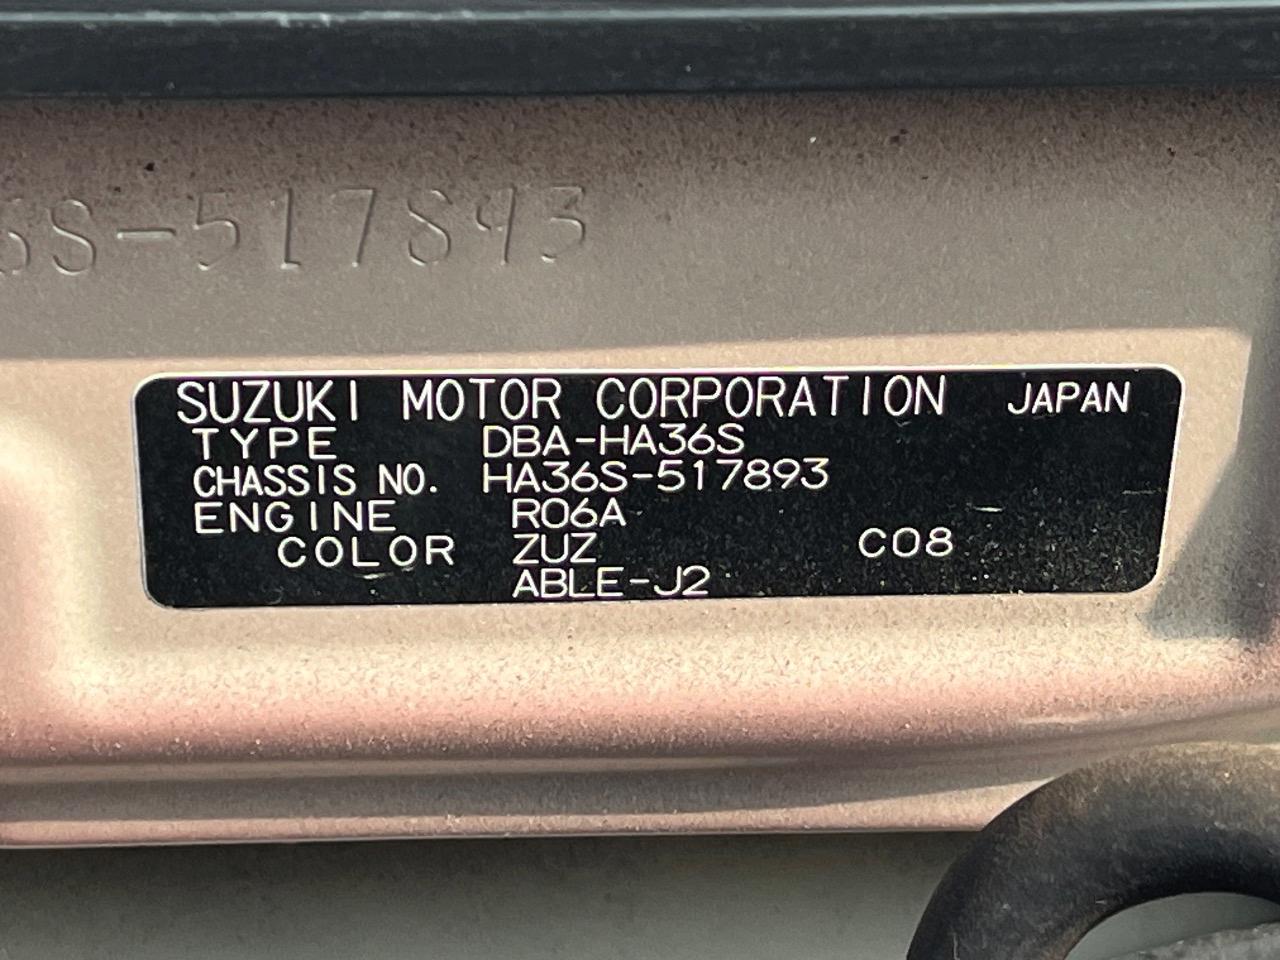 6S-517893
SUZUKI MOTOR CORPORATION JAPAN
TYPE DBA-HA36S
CHASSIS NO. HA36S-517893
ENGINE R06A
COLOR ZUZ C08
ABLE-J2